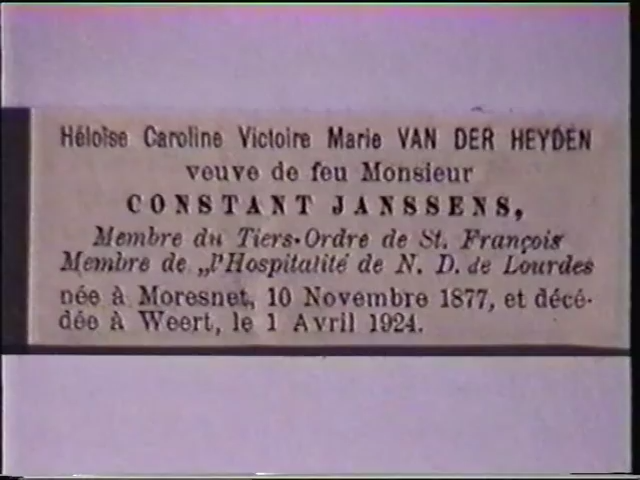 Héloïse Caroline Victoire Marie VAN DER HEYDEN
veuve de feu Monsieur
CONSTANT JANSSENS,
Membre du Tiers-Ordre de St. François
Membre de „l'Hospitalité de N. D. de Lourdes
née à Moresnet, 10 Novembre 1877, et décé-
dée à Weert, le 1 Avril 1924.